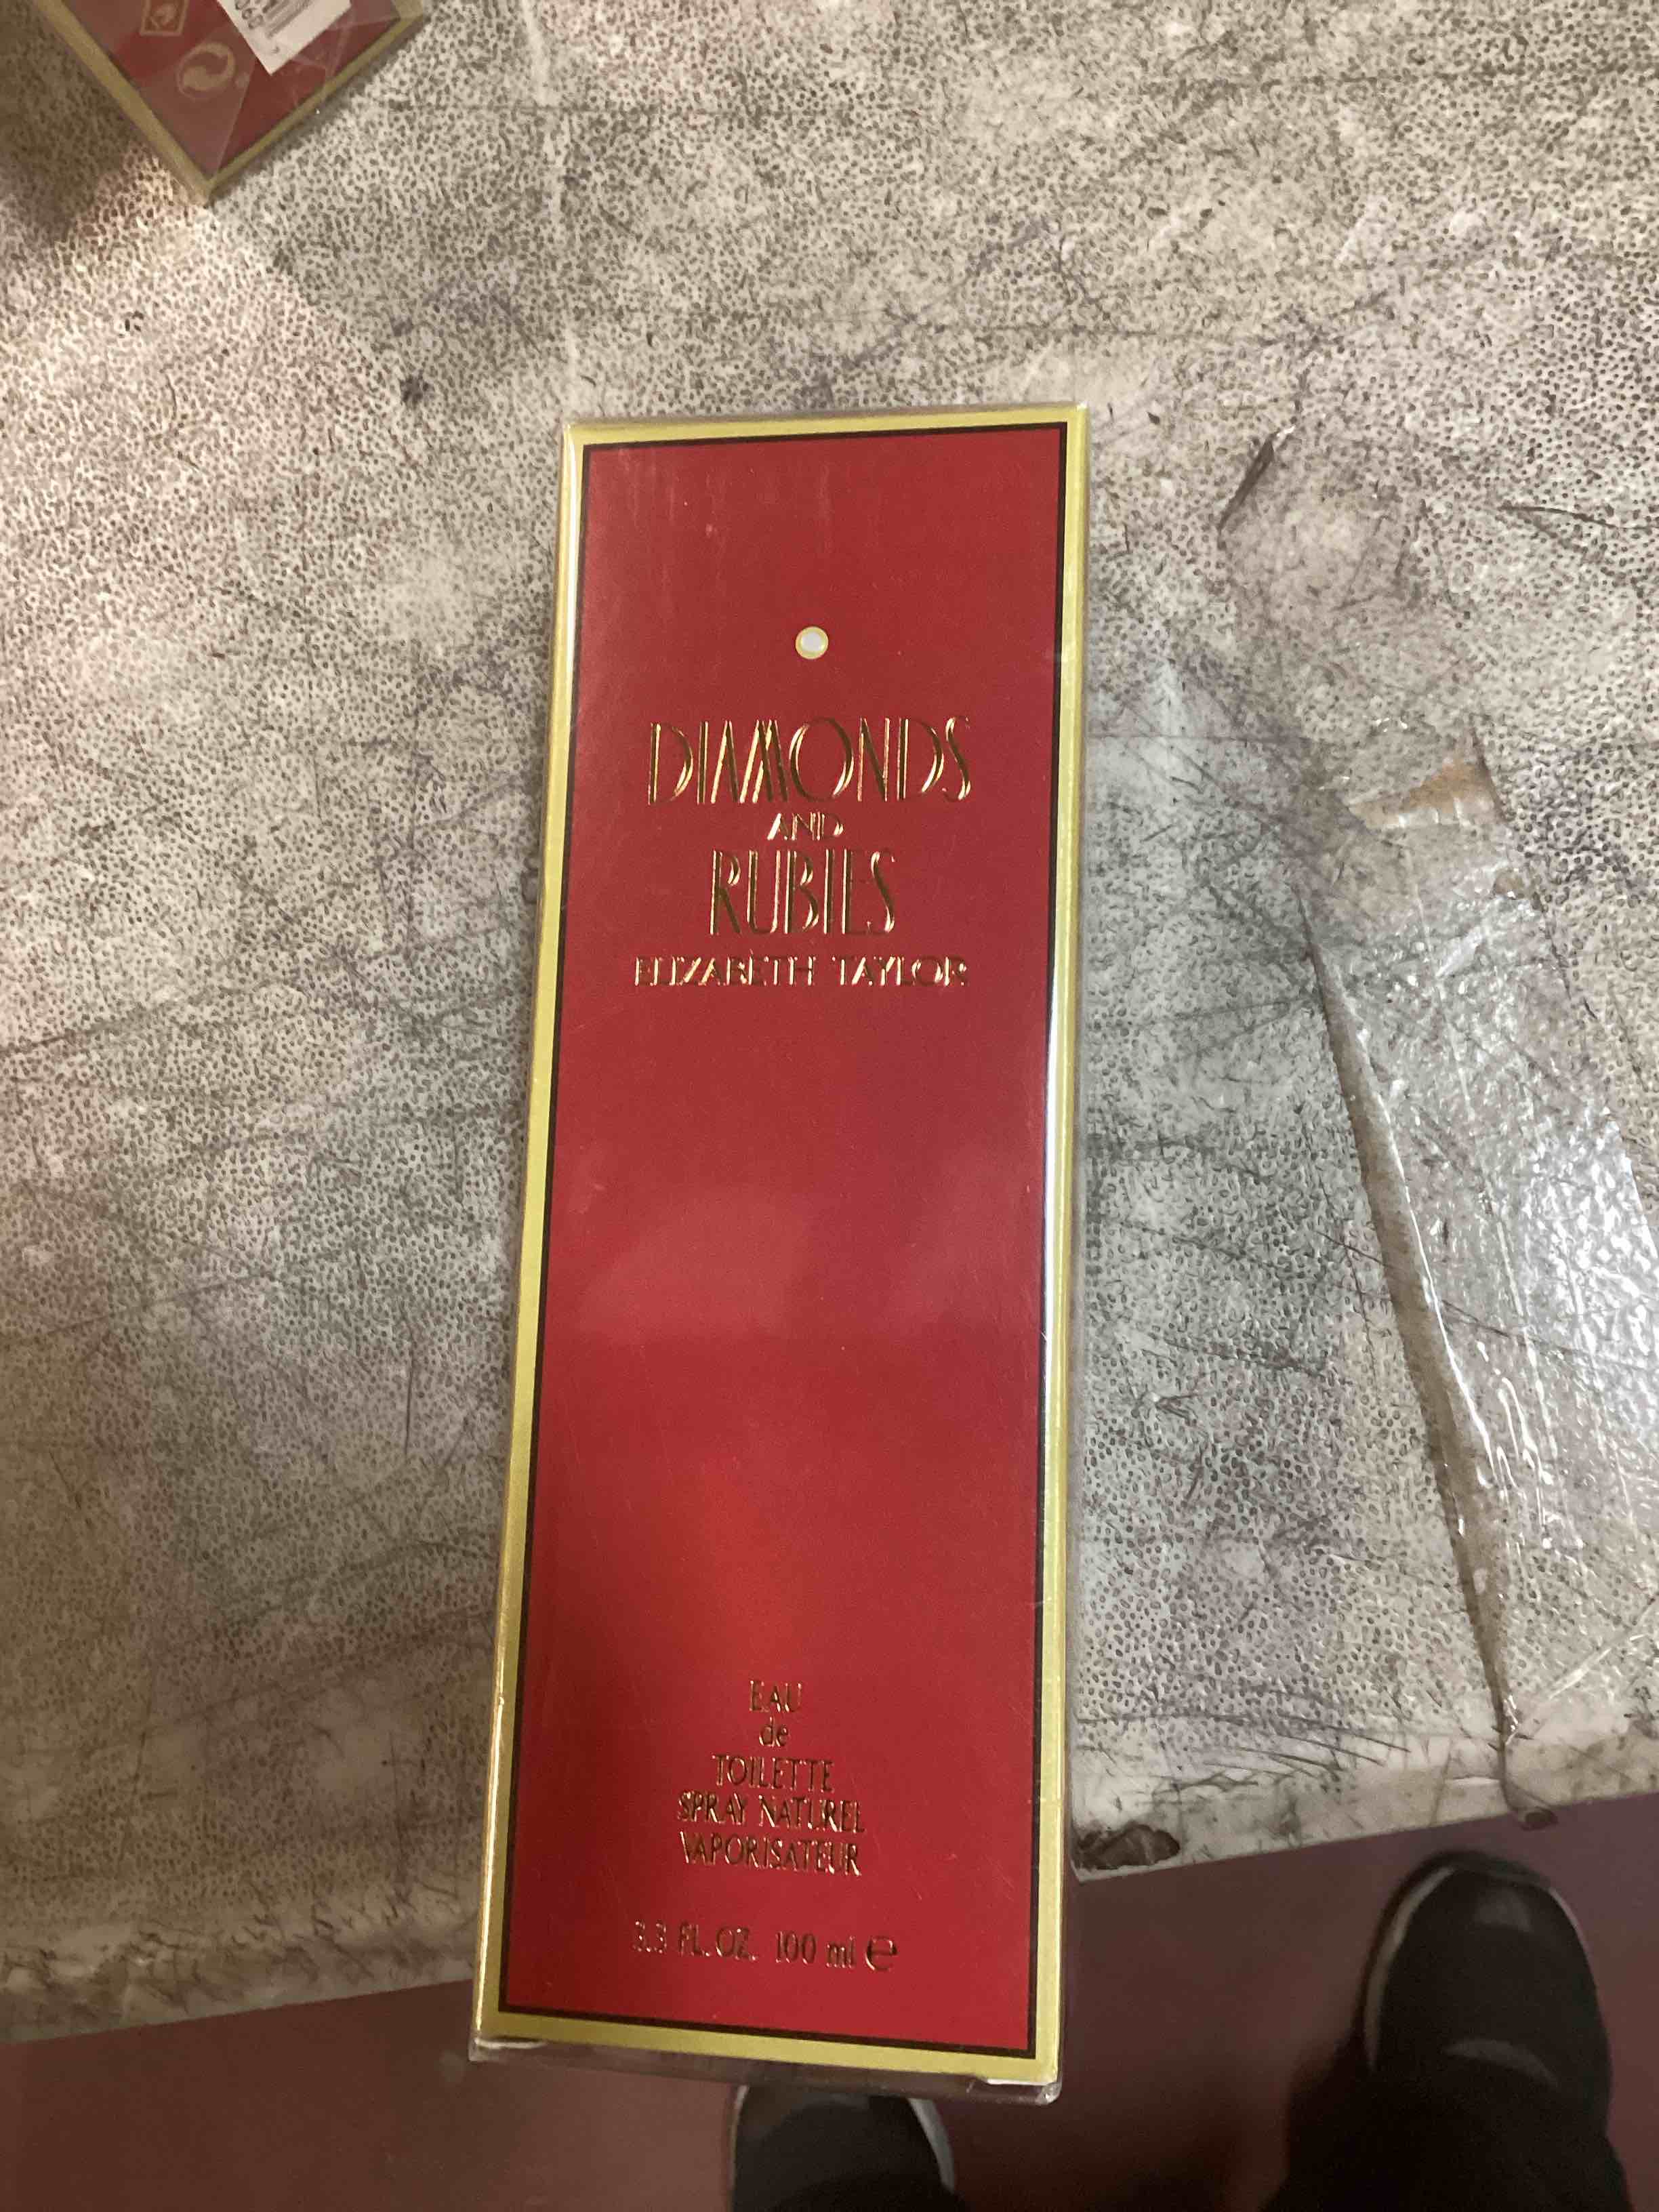 DIAMONDS
AND
RUBIES
ELIZABETH TAYLOR
EAU
de
TOILETTE
SPRAY NATUREL
VAPORISATEUR
3.3 FL. OZ. 100 ml ℮